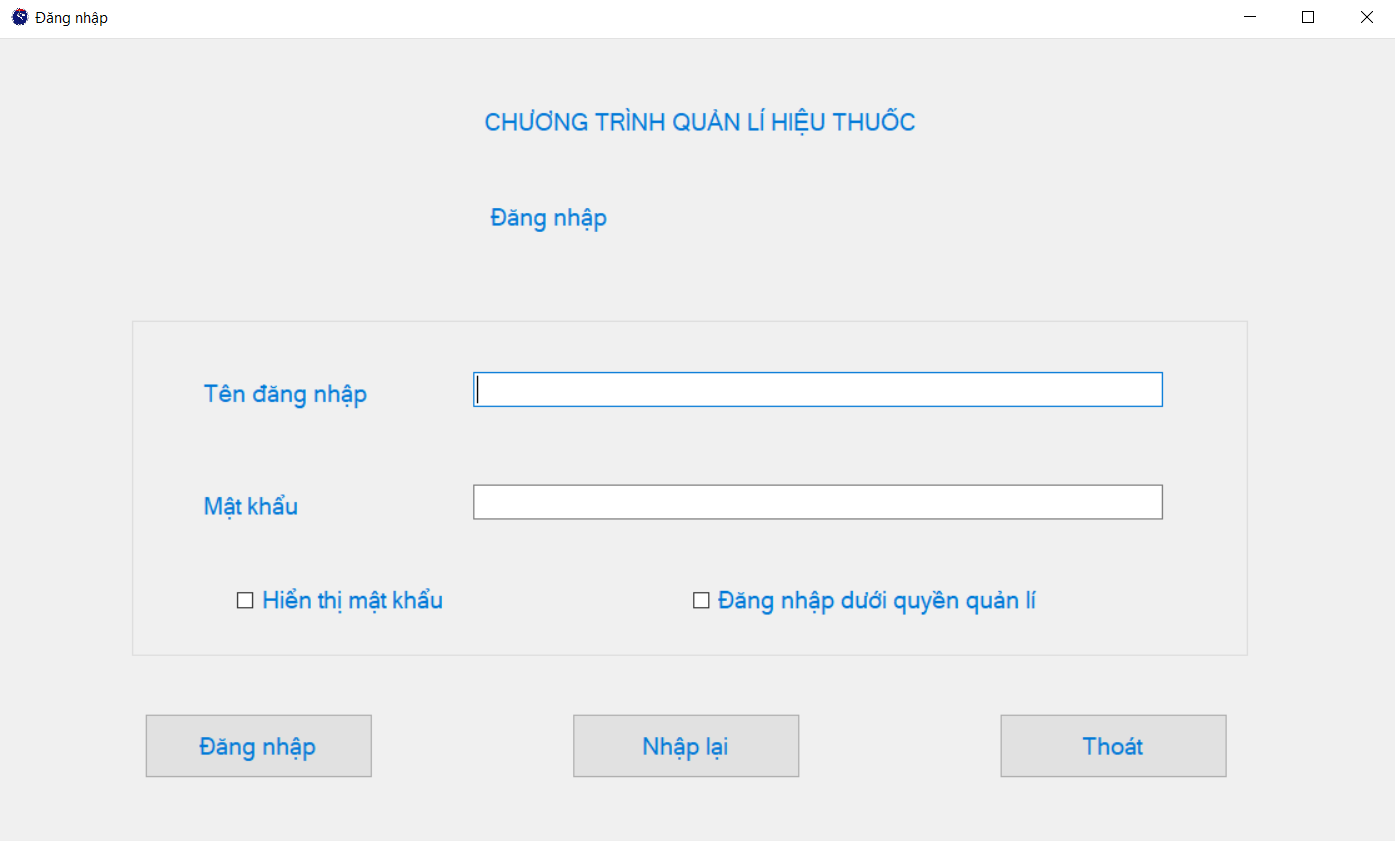 Đăng nhập
CHƯƠNG TRÌNH QUẢN LÍ HIỆU THUỐC
Đăng nhập
Tên đăng nhập
Mật khẩu
Hiển thị mật khẩu
Đăng nhập dưới quyền quản lí
Đăng nhập
Nhập lại
Thoát